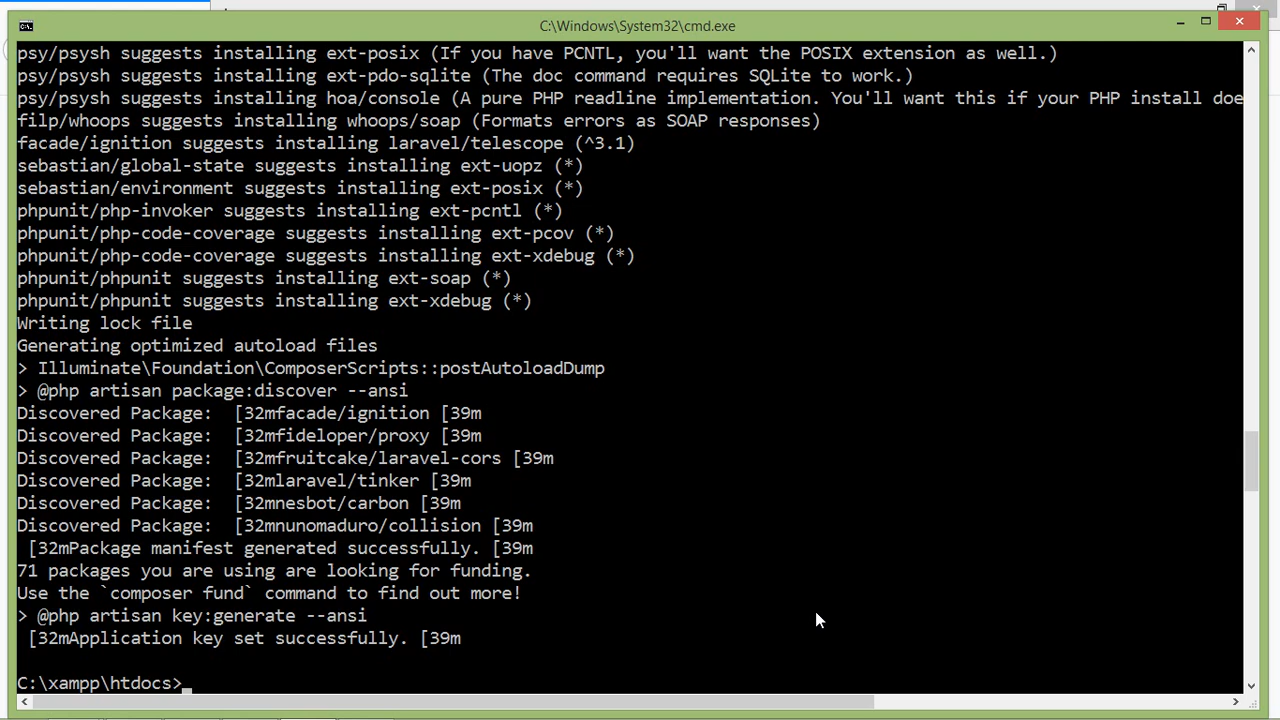 C:\Windows\System32\cmd.exe
psy/psysh suggests installing ext-posix (If you have PCNTL, you'll want the POSIX extension as well.)
psy/psysh suggests installing ext-pdo-sqlite (The doc command requires SQLite to work.)
psy/psysh suggests installing hoa/console (A pure PHP readline implementation. You'll want this if your PHP install doe
filp/whoops suggests installing whoops/soap (Formats errors as SOAP responses)
facade/ignition suggests installing laravel/telescope (^3.1)
sebastian/global-state suggests installing ext-uopz (*)
sebastian/environment suggests installing ext-posix (*)
phpunit/php-invoker suggests installing ext-pcntl (*)
phpunit/php-code-coverage suggests installing ext-pcov (*)
phpunit/php-code-coverage suggests installing ext-xdebug (*)
phpunit/phpunit suggests installing ext-soap (*)
phpunit/phpunit suggests installing ext-xdebug (*)
Writing lock file
Generating optimized autoload files
> Illuminate\Foundation\ComposerScripts::postAutoloadDump
> @php artisan package:discover --ansi
Discovered Package:  [32mfacade/ignition [39m
Discovered Package:  [32mfideloper/proxy [39m
Discovered Package:  [32mfruitcake/laravel-cors [39m
Discovered Package:  [32mlaravel/tinker [39m
Discovered Package:  [32mnesbot/carbon [39m
Discovered Package:  [32mnunomaduro/collision [39m
 [32mPackage manifest generated successfully. [39m
71 packages you are using are looking for funding.
Use the `composer fund` command to find out more!
> @php artisan key:generate --ansi
 [32mApplication key set successfully. [39m
C:\xampp\htdocs>